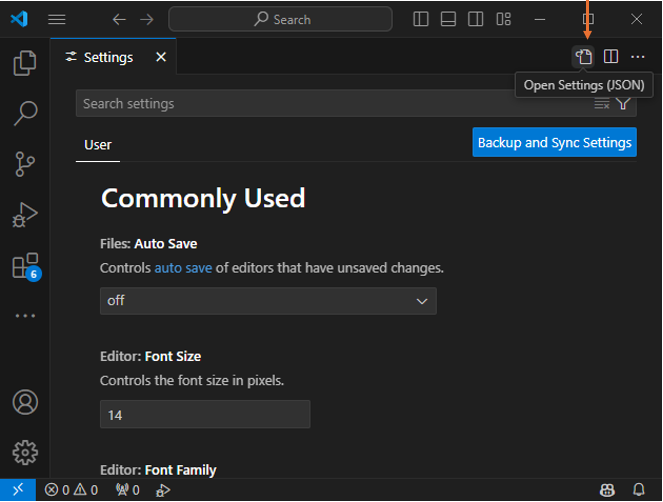 Search
Settings
Open Settings (JSON)
Search settings
User
Backup and Sync Settings
Commonly Used
Files: Auto Save
Controls auto save of editors that have unsaved changes.
off
Editor: Font Size
Controls the font size in pixels.
14
Editor: Font Family
6
0 0 0